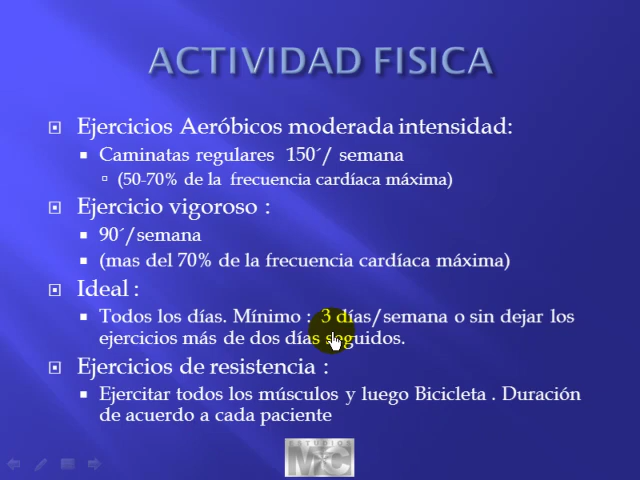 ACTIVIDAD FISICA
Ejercicios Aeróbicos moderada intensidad:
Caminatas regulares 150´/ semana
(50-70% de la frecuencia cardíaca máxima)
Ejercicio vigoroso :
90´/semana
(mas del 70% de la frecuencia cardíaca máxima)
Ideal :
Todos los días. Mínimo : 3 días/semana o sin dejar los
ejercicios más de dos días seguidos.
Ejercicios de resistencia :
Ejercitar todos los músculos y luego Bicicleta . Duración
de acuerdo a cada paciente
ESTUDIOS
MC